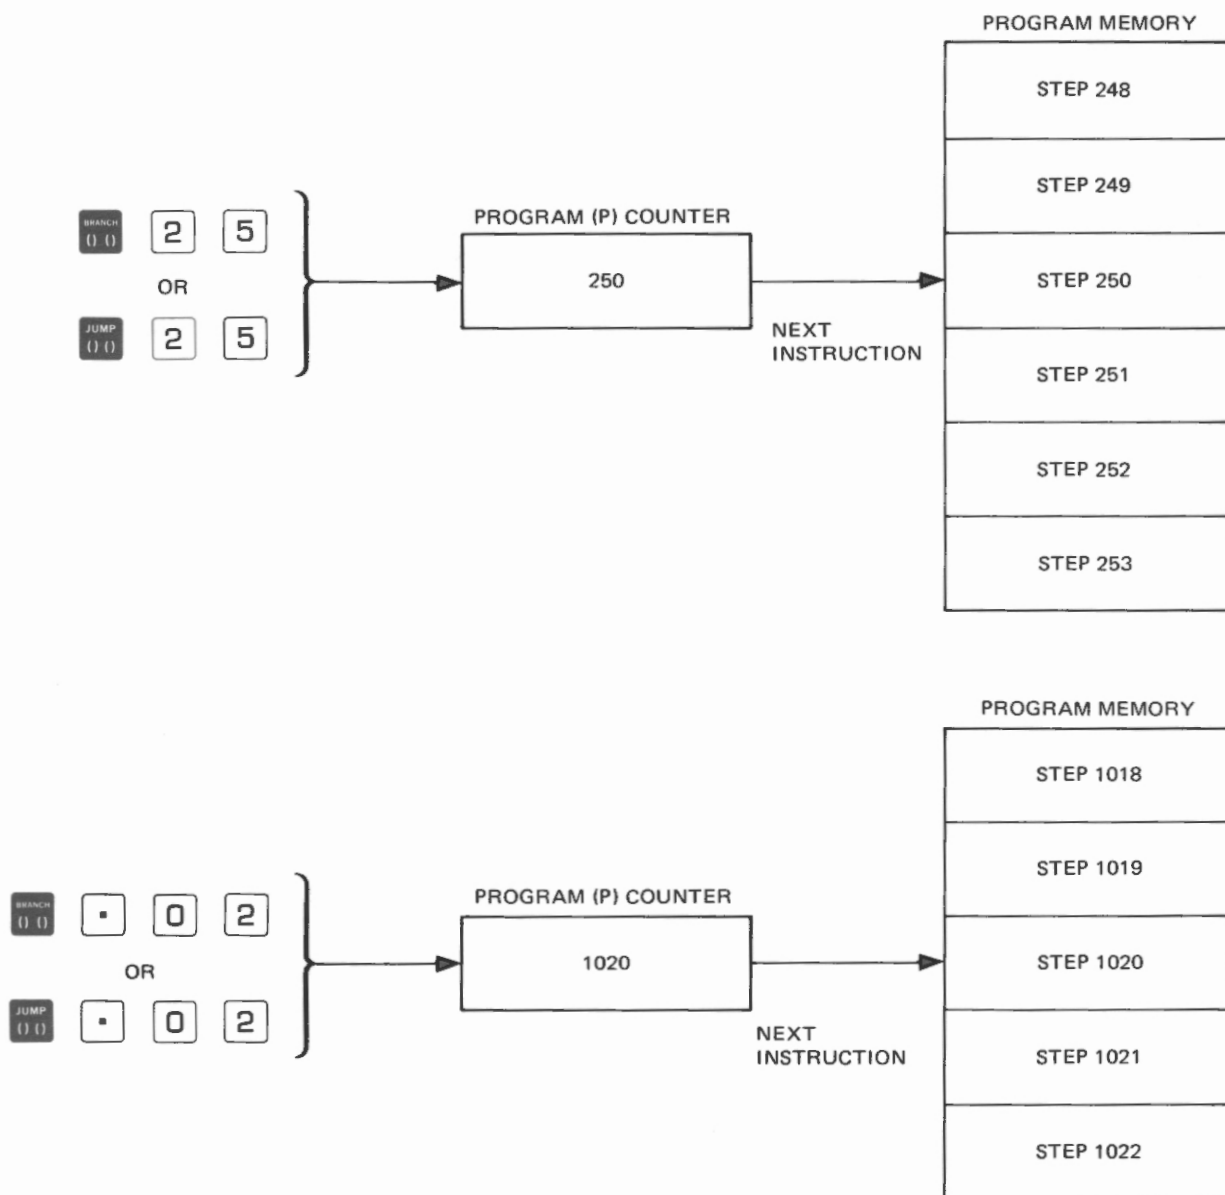 PROGRAM MEMORY
STEP 248
STEP 249
BRANCH
() ()
2 5
PROGRAM (P) COUNTER
250
STEP 250
OR
JUMP
() ()
2 5
NEXT
INSTRUCTION
STEP 251
STEP 252
STEP 253
PROGRAM MEMORY
STEP 1018
STEP 1019
BRANCH
() ()
. 0 2
PROGRAM (P) COUNTER
1020
STEP 1020
OR
JUMP
() ()
. 0 2
NEXT
INSTRUCTION
STEP 1021
STEP 1022